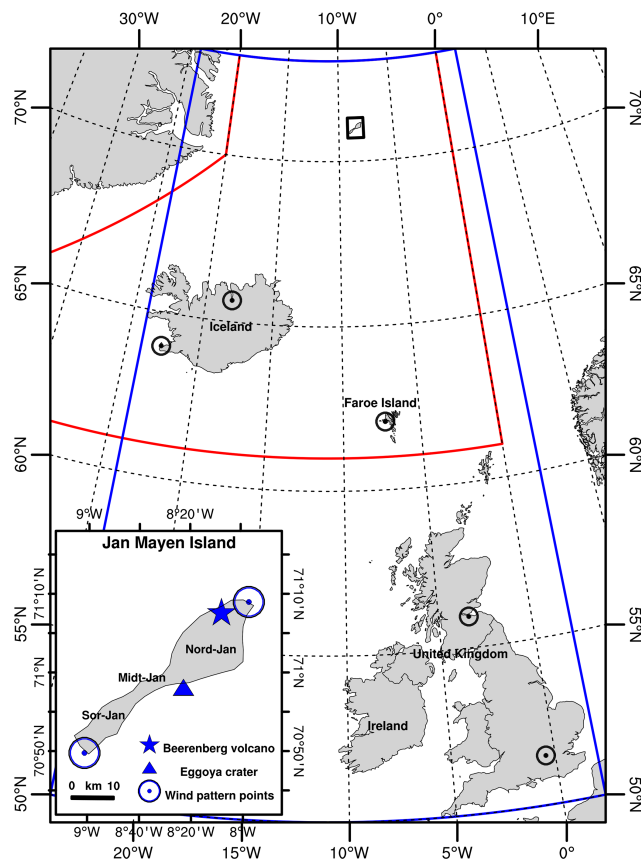 30°W 20°W 10°W 0° 10°E
70°N 70°N
65°N 65°N
Iceland
Faroe Island
60°N 60°N
9°W 8°20'W
Jan Mayen Island
71°10'N 71°10'N
Nord-Jan
55°N 55°N
United Kingdom
71°N 71°N
Midt-Jan
Sor-Jan
Ireland
70°50'N 70°50'N
Beerenberg volcano
Eggoya crater
0 km 10 Wind pattern points
50°N 50°N
9°W 8°40'W 8°20'W 8°W
20°W 15°W 10°W 5°W 0°